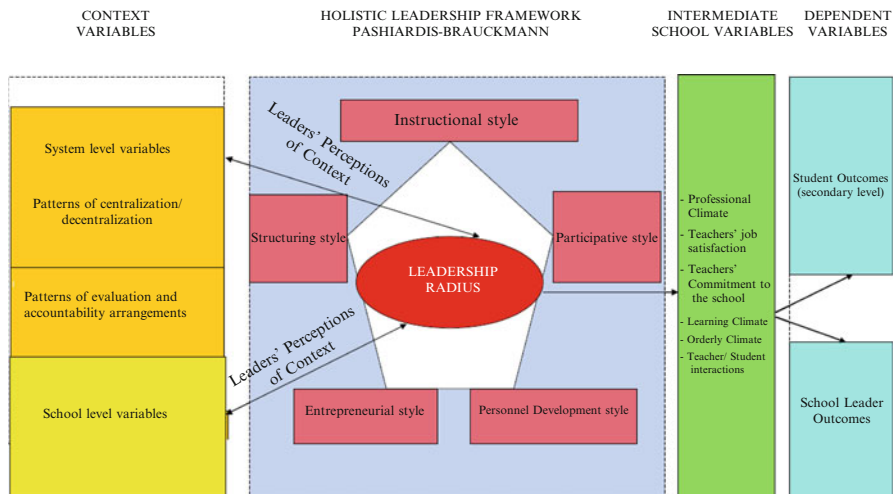 CONTEXT
VARIABLES
HOLISTIC LEADERSHIP FRAMEWORK
PASHIARDIS-BRAUCKMANN
INTERMEDIATE
SCHOOL VARIABLES
DEPENDENT
VARIABLES
System level variables
Patterns of centralization/
decentralization
Patterns of evaluation and
accountability arrangements
School level variables
Leaders' Perceptions
of Context
Instructional style
Structuring style
Participative style
LEADERSHIP
RADIUS
Leaders' Perceptions
of Context
Entrepreneurial style
Personnel Development style
- Professional
Climate
- Teachers' job
satisfaction
- Teachers'
Commitment to
the school
- Learning Climate
- Orderly Climate
- Teacher/ Student
interactions
Student Outcomes
(secondary level)
School Leader
Outcomes